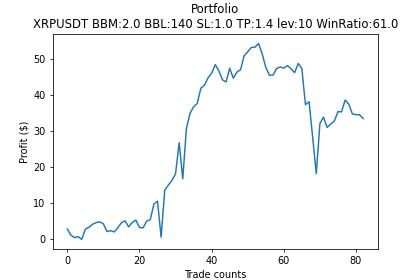 Portfolio
XRPUSDT BBM:2.0 BBL:140 SL:1.0 TP:1.4 lev:10 WinRatio:61.0
Profit ($)
50
40
30
20
10
0
0
20
40
60
80
Trade counts